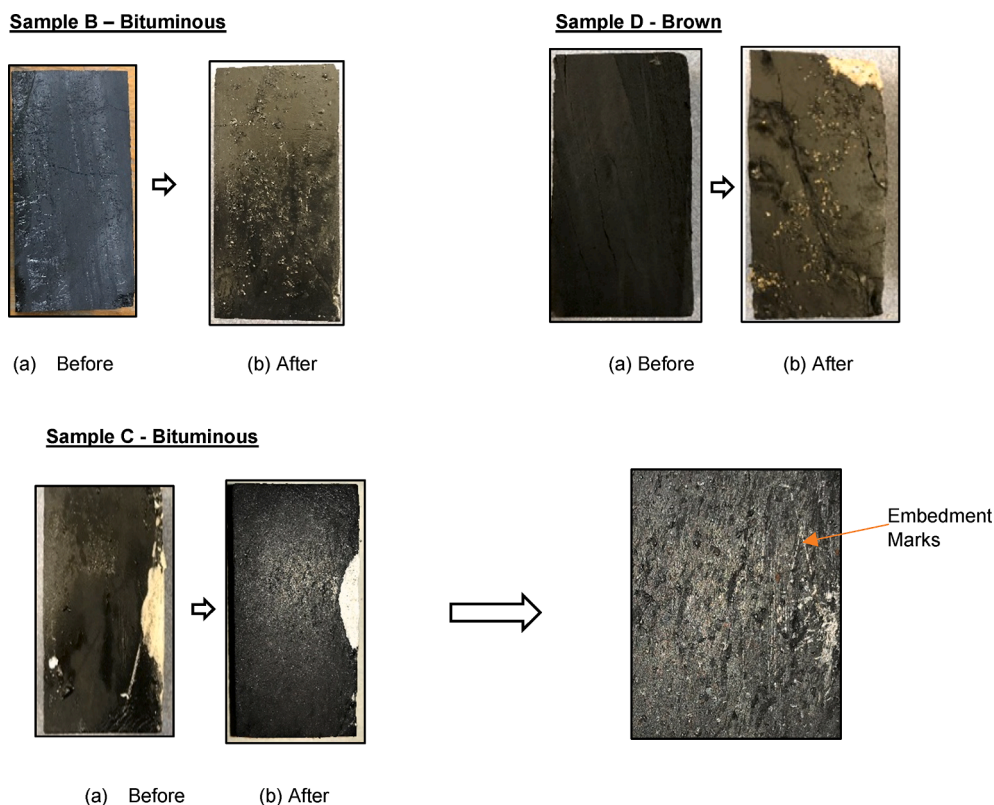 Sample B – Bituminous
Sample D - Brown
(a) Before
(b) After
(a) Before
(b) After
Sample C - Bituminous
Embedment
Marks
(a) Before
(b) After